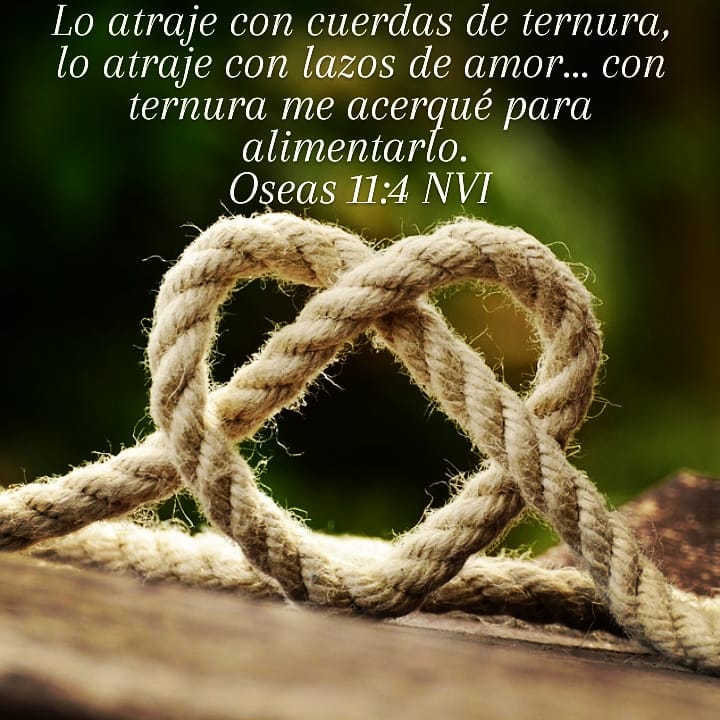 Lo atraje con cuerdas de ternura,
lo atraje con lazos de amor... con
ternura me acerqué para
alimentarlo.
Oseas 11:4 NVI